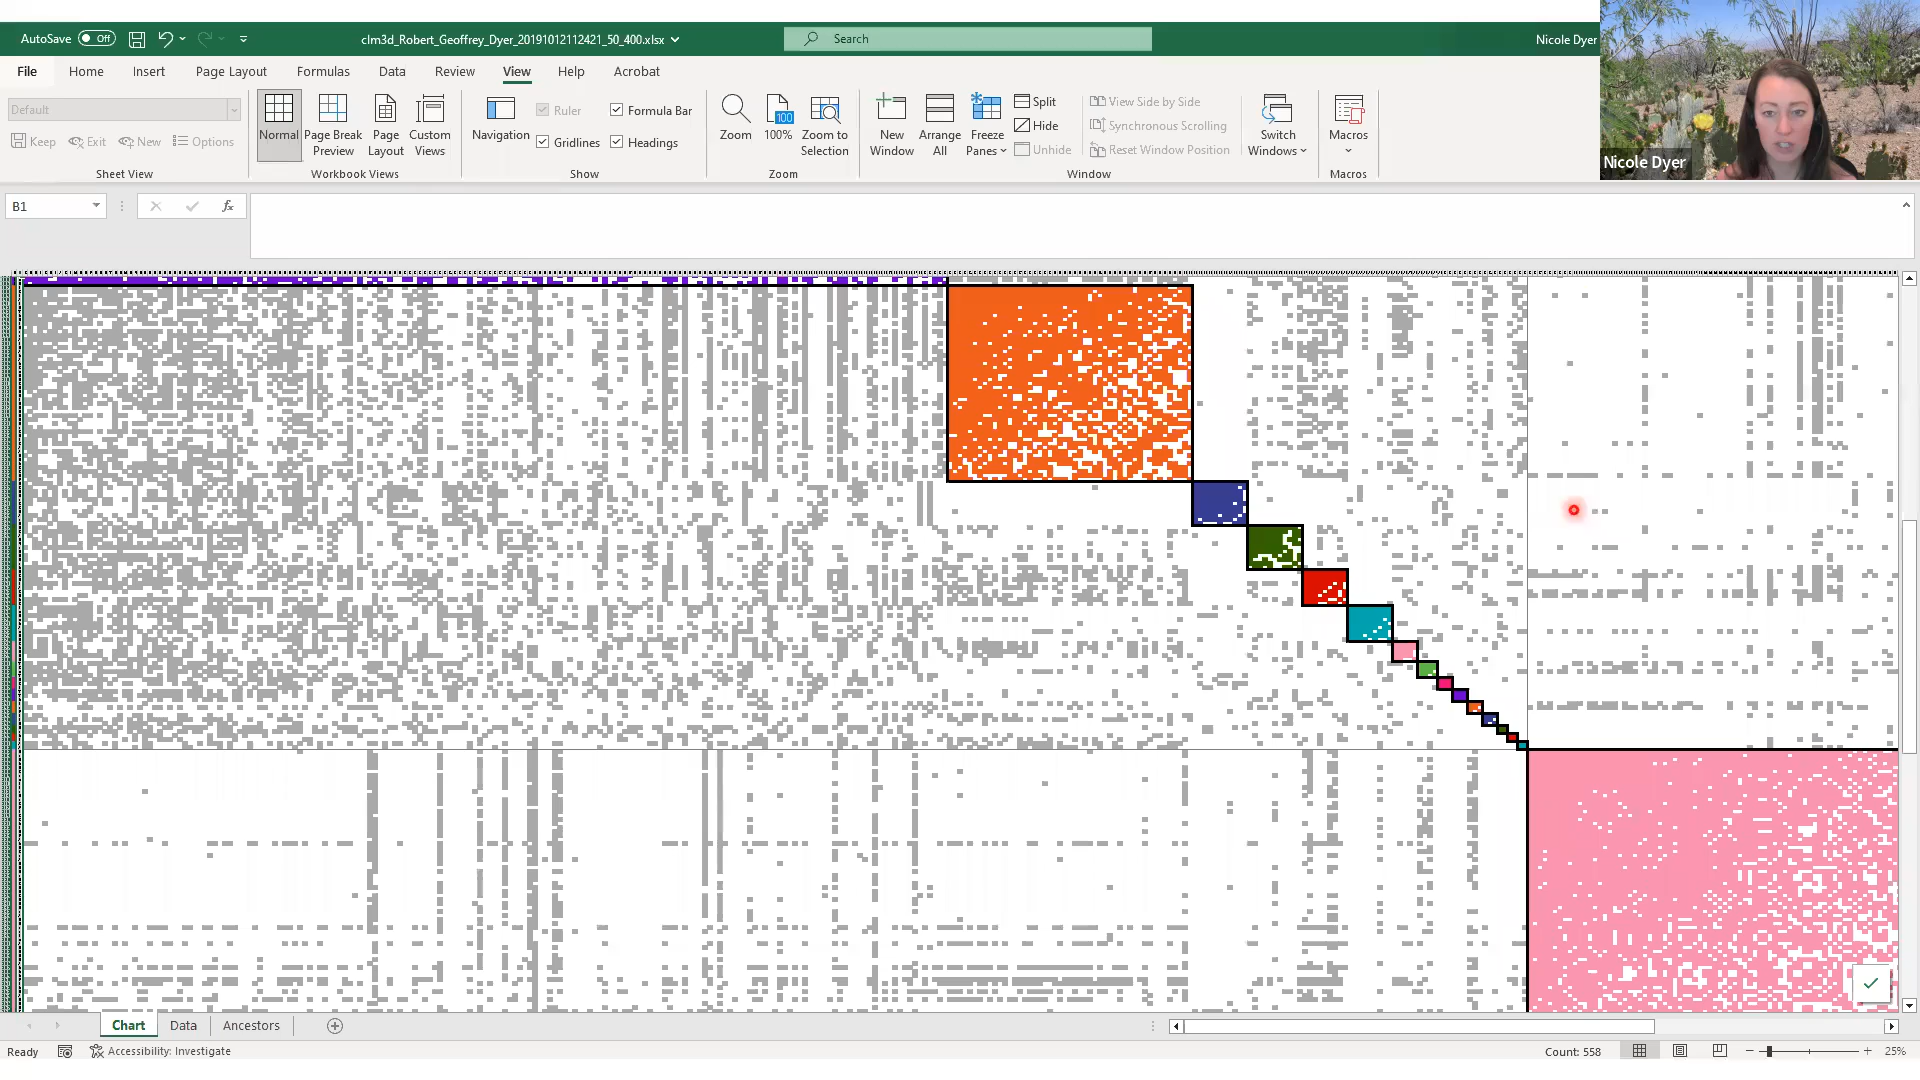 AutoSave Off
clm3d_Robert_Geoffrey_Dyer_20191012112421_50_400.xlsx
Search
Nicole Dyer
File Home Insert Page Layout Formulas Data Review View Help Acrobat
Default
Keep Exit New Options
Sheet View
Normal
Page Break Preview
Page Layout
Custom Views
Workbook Views
Navigation
Ruler
Formula Bar
Gridlines
Headings
Show
Zoom
100
100%
Zoom to Selection
Zoom
New Window
Arrange All
Freeze Panes
Split
Hide
Unhide
View Side by Side
Synchronous Scrolling
Reset Window Position
Switch Windows
Window
Macros
Macros
Nicole Dyer
B1
fx
Chart Data Ancestors
Ready
Accessibility: Investigate
Count: 558
25%